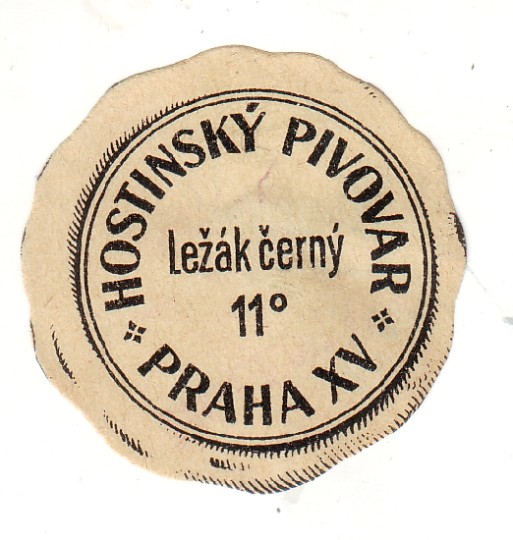 HOSTINSKÝ PIVOVAR
Ležák černý
11°
PRAHA XV